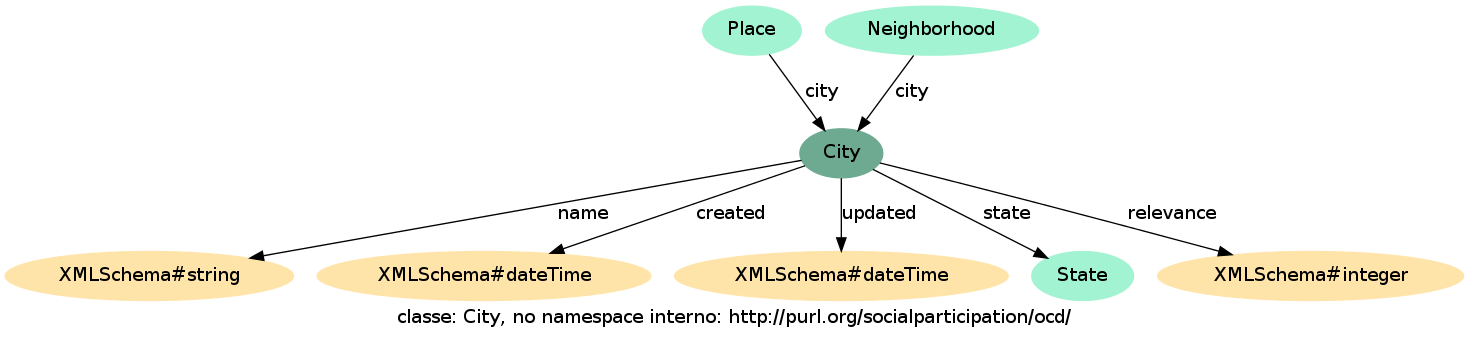 Place
Neighborhood
city
city
City
name
created
updated
state
relevance
XMLSchema#string
XMLSchema#dateTime
XMLSchema#dateTime
State
XMLSchema#integer
classe: City, no namespace interno: http://purl.org/socialparticipation/ocd/